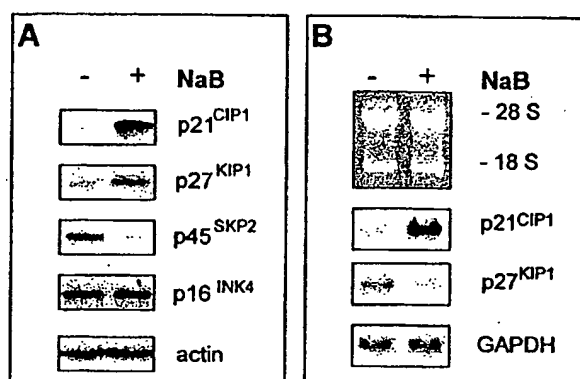 A
- + NaB
p21CIP1
p27KIP1
p45SKP2
p16INK4
actin
B
- + NaB
- 28 S
- 18 S
p21CIP1
p27KIP1
GAPDH